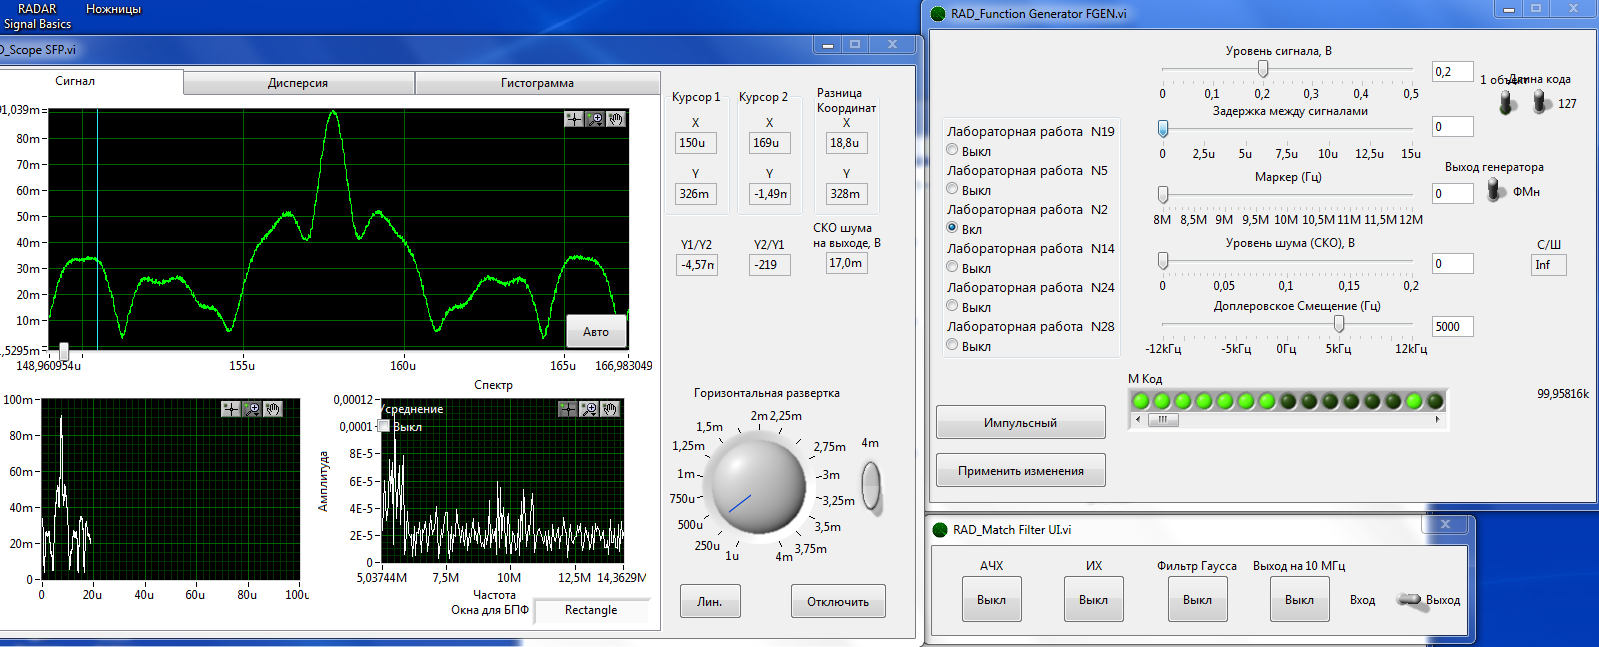 RADAR
Signal Basics
Ножницы
D_Scope SFP.vi
Сигнал
Дисперсия
Гистограмма
91,039m
80m
70m
60m
50m
40m
30m
20m
10m
,5295m
148,960954u
155u
160u
165u
166,983049
Авто
Курсор 1
X
150u
Y
326m
Курсор 2
X
169u
Y
-1,49m
Разница
Координат
X
18,8u
Y
328m
Y1/Y2
-4,57m
Y2/Y1
-219
СКО шума
на выходе, В
17,0m
Спектр
100m
80m
60m
40m
20m
0
0 20u 40u 60u 80u 100u
Амплитуда
0,00012
0,0001
8E-5
6E-5
4E-5
2E-5
0
Усреднение
Выкл
5,03744M 7,5M 10M 12,5M 14,3629M
Частота
Окна для БПФ
Rectangle
Горизонтальная развертка
2m 2,25m
1,5m
2,75m
1,25m
3m
1m
3,25m
750u
3,5m
500u
3,75m
250u
4m
1u
4m
Лин.
Отключить
RAD_Function Generator FGEN.vi
Лабораторная работа N19
Выкл
Лабораторная работа N5
Выкл
Лабораторная работа N2
Вкл
Лабораторная работа N14
Выкл
Лабораторная работа N24
Выкл
Лабораторная работа N28
Выкл
Импульсный
Применить изменения
Уровень сигнала, В
0 0,1 0,2 0,3 0,4 0,5
0,2
Задержка между сигналами
0 2,5u 5u 7,5u 10u 12,5u 15u
0
Маркер (Гц)
8M 8,5M 9M 9,5M 10M 10,5M 11M 11,5M 12M
0
Уровень шума (СКО), В
0 0,05 0,1 0,15 0,2
0
Доплеровское Смещение (Гц)
-12кГц -5кГц 0Гц 5кГц 12кГц
5000
1 объект
Длина кода
127
Выход генератора
ФМн
С/Ш
Inf
М Код
99,95816k
RAD_Match Filter UI.vi
АЧХ
Выкл
ИХ
Выкл
Фильтр Гаусса
Выкл
Выход на 10 МГц
Выкл
Вход
Выход